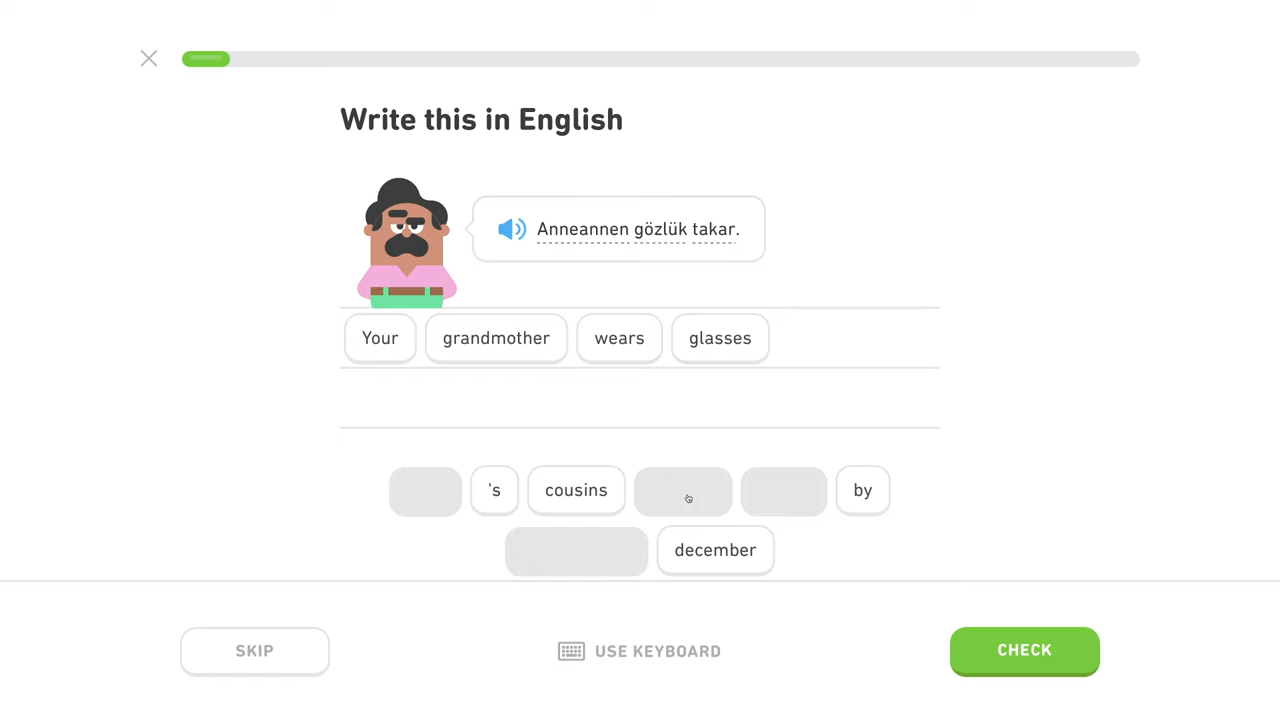 Write this in English
Anneannen gözlük takar.
Your grandmother wears glasses
's cousins by
december
SKIP USE KEYBOARD CHECK